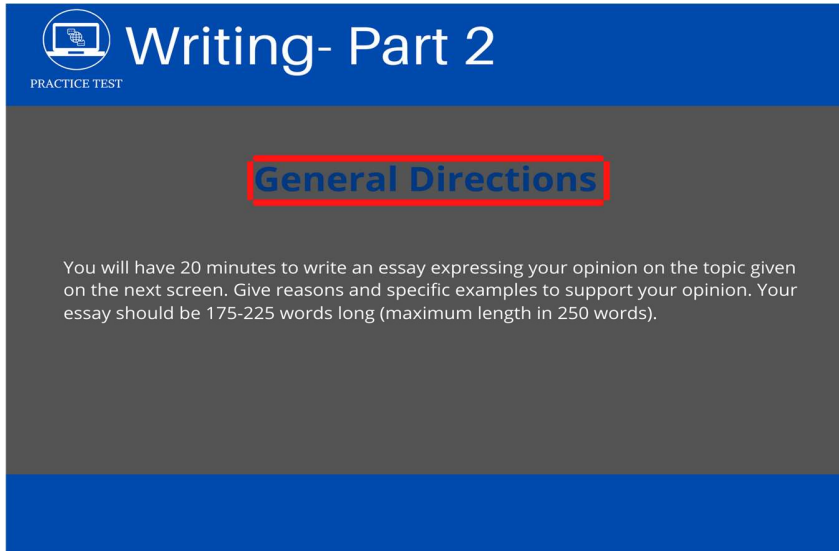 Writing- Part 2
PRACTICE TEST
General Directions
You will have 20 minutes to write an essay expressing your opinion on the topic given
on the next screen. Give reasons and specific examples to support your opinion. Your
essay should be 175-225 words long (maximum length in 250 words).